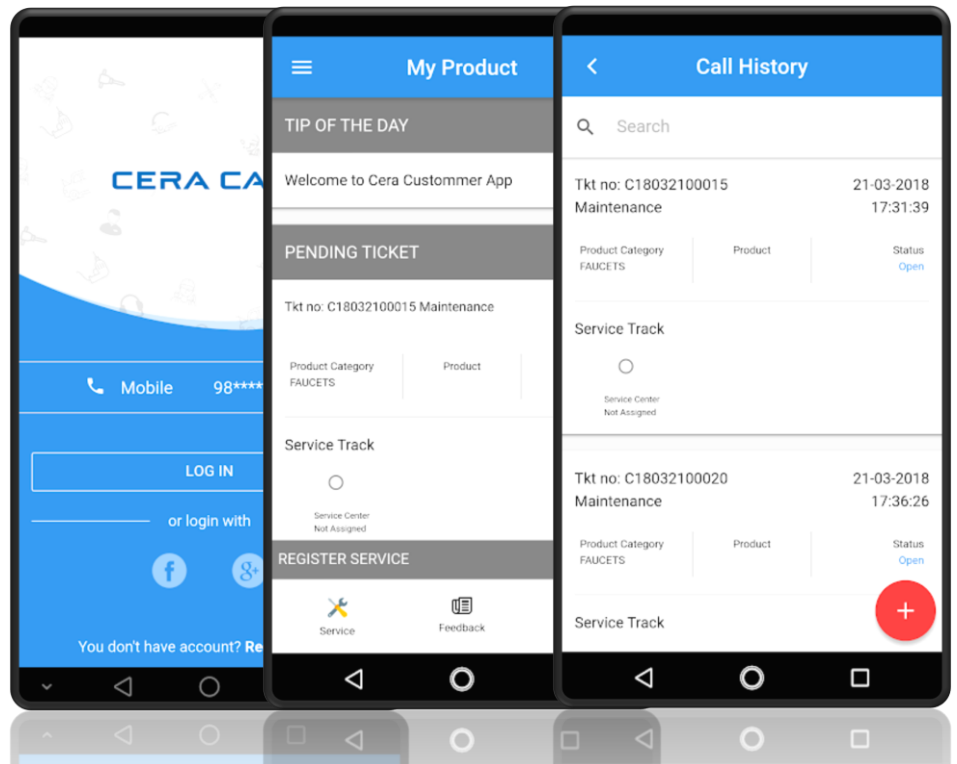 CERA CA
Mobile 98****
LOG IN
or login with
You don't have account? Re
My Product
TIP OF THE DAY
Welcome to Cera Custommer App
PENDING TICKET
Tkt no: C18032100015 Maintenance
Product Category Product
FAUCETS
Service Track
Service Center
Not Assigned
REGISTER SERVICE
Service Feedback
Call History
Search
Tkt no: C18032100015 21-03-2018
Maintenance 17:31:39
Product Category Product Status
FAUCETS Open
Service Track
Service Center
Not Assigned
Tkt no: C18032100020 21-03-2018
Maintenance 17:36:26
Product Category Product Status
FAUCETS Open
Service Track